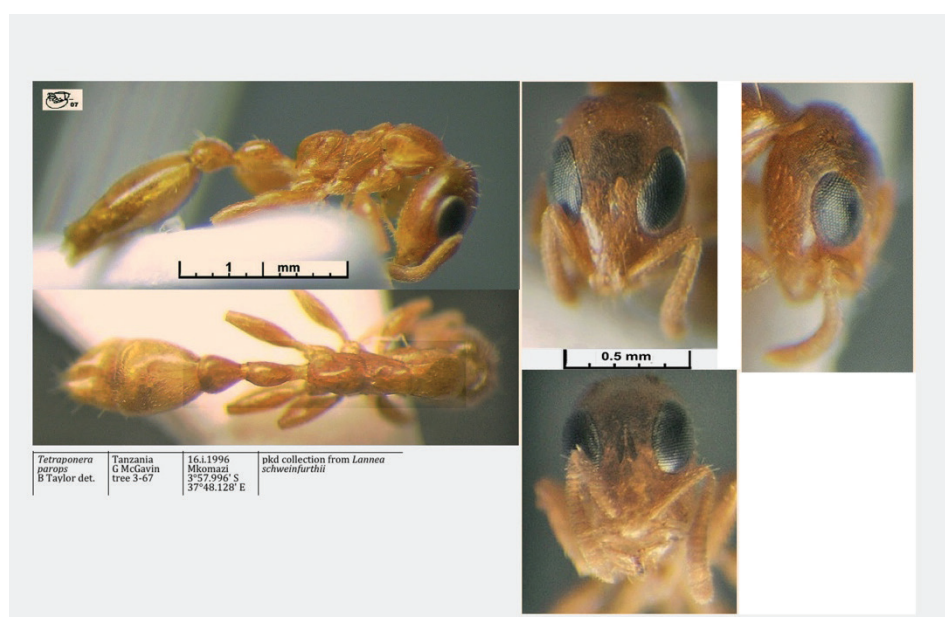 07
1 mm
0.5 mm
Tetraponera
parops
B Taylor det.
Tanzania
G McGavin
tree 3-67
16.i.1996
Mkomazi
3°57.996' S
37°48.128' E
pkd collection from Lannea
schweinfurthii